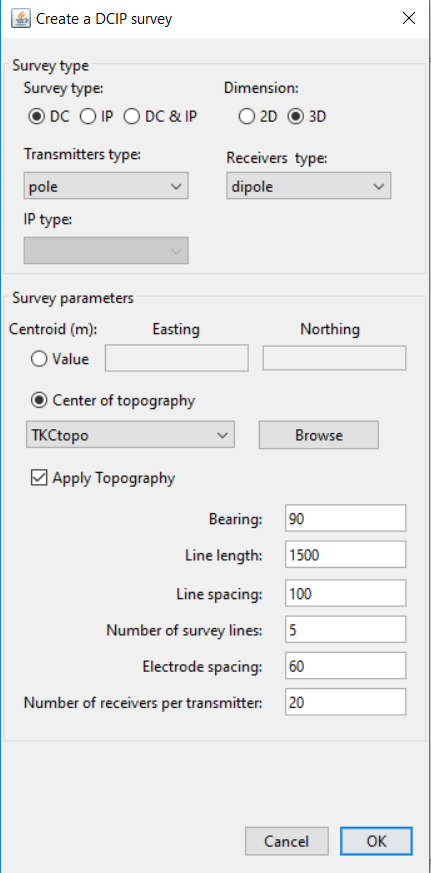 Create a DCIP survey
Survey type
Survey type:
Dimension:
DC
IP
DC & IP
2D
3D
Transmitters type:
Receivers type:
pole
dipole
IP type:
Survey parameters
Centroid (m):
Easting
Northing
Value
Center of topography
TKCtopo
Browse
Apply Topography
Bearing:
90
Line length:
1500
Line spacing:
100
Number of survey lines:
5
Electrode spacing:
60
Number of receivers per transmitter:
20
Cancel
OK